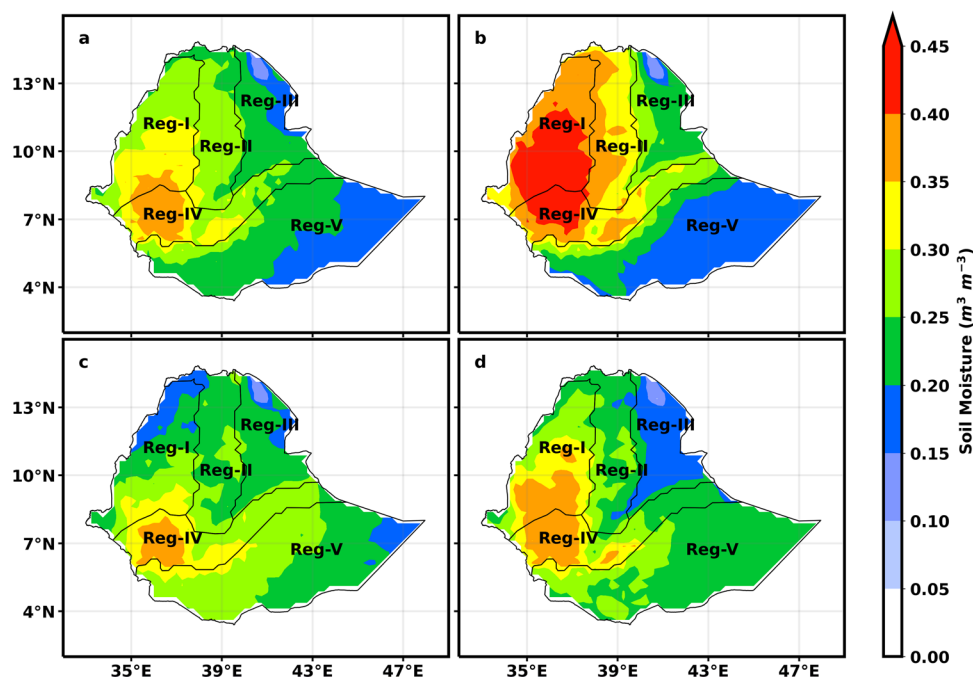 a
Reg-I
Reg-II
Reg-III
Reg-IV
Reg-V
13°N
10°N
7°N
4°N
b
Reg-I
Reg-II
Reg-III
Reg-IV
Reg-V
c
Reg-I
Reg-II
Reg-III
Reg-IV
Reg-V
13°N
10°N
7°N
4°N
35°E
39°E
43°E
47°E
d
Reg-I
Reg-II
Reg-III
Reg-IV
Reg-V
35°E
39°E
43°E
47°E
0.45
0.40
0.35
0.30
0.25
0.20
0.15
0.10
0.05
0.00
Soil Moisture (m³ m⁻³)